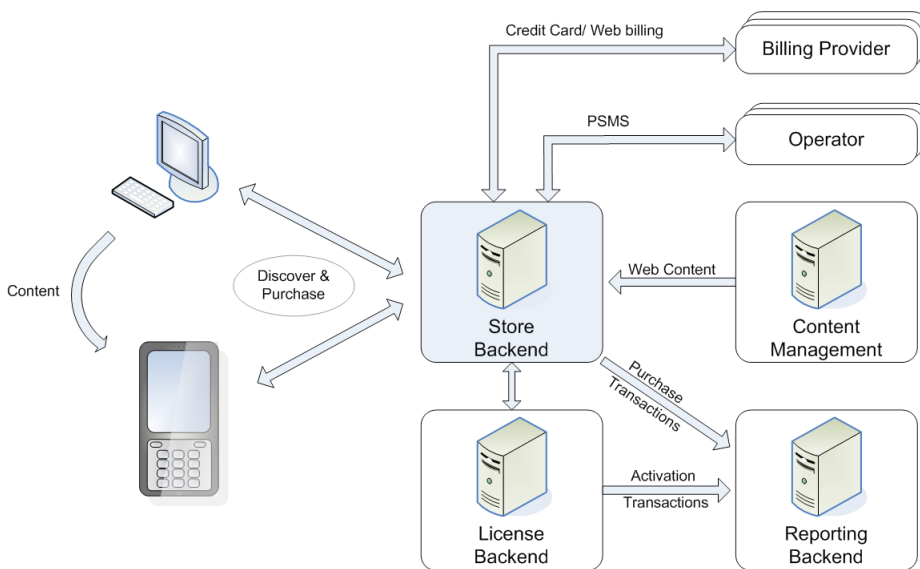 Credit Card/ Web billing
Billing Provider
PSMS
Operator
Content
Discover &
Purchase
Store
Backend
Web Content
Content
Management
Purchase
Transactions
License
Backend
Activation
Transactions
Reporting
Backend